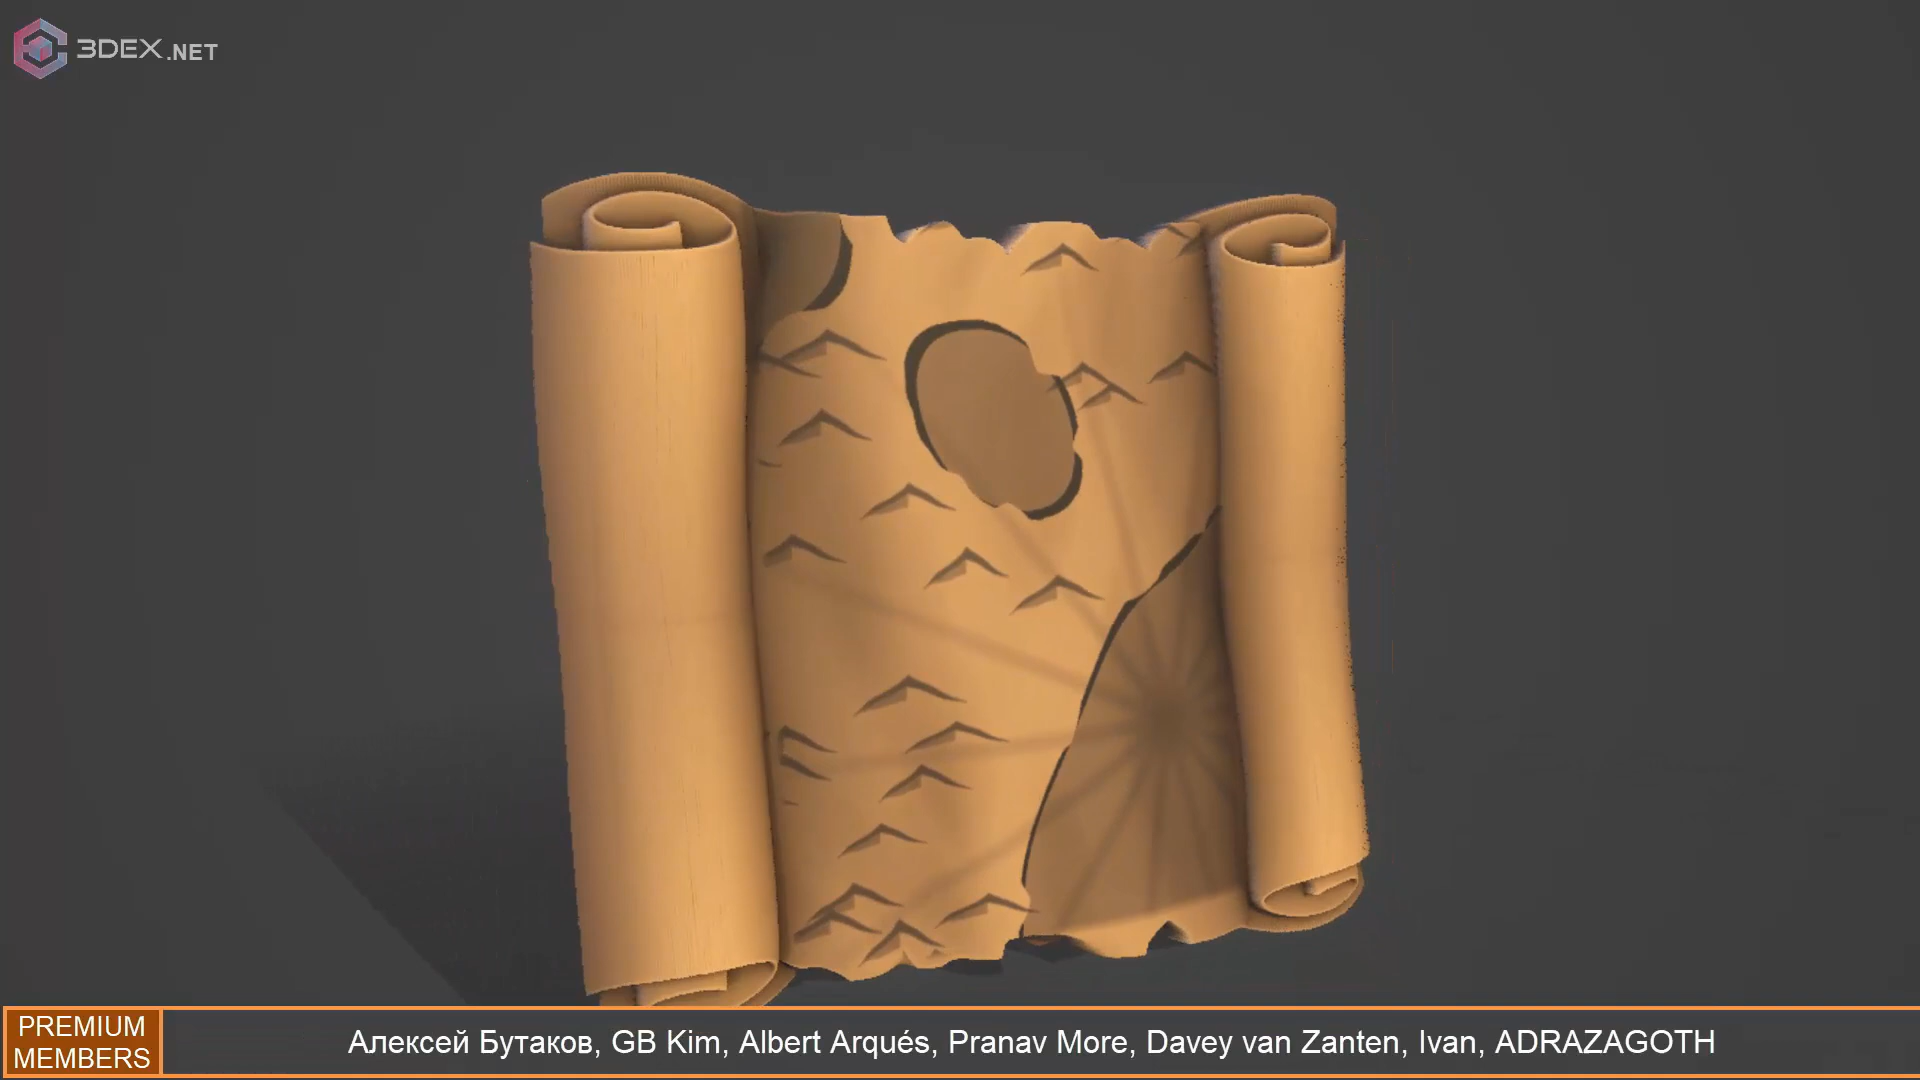 3DEX.NET
PREMIUM
MEMBERS
Алексей Бутаков, GB Kim, Albert Arqués, Pranav More, Davey van Zanten, Ivan, ADRAZAGOTH